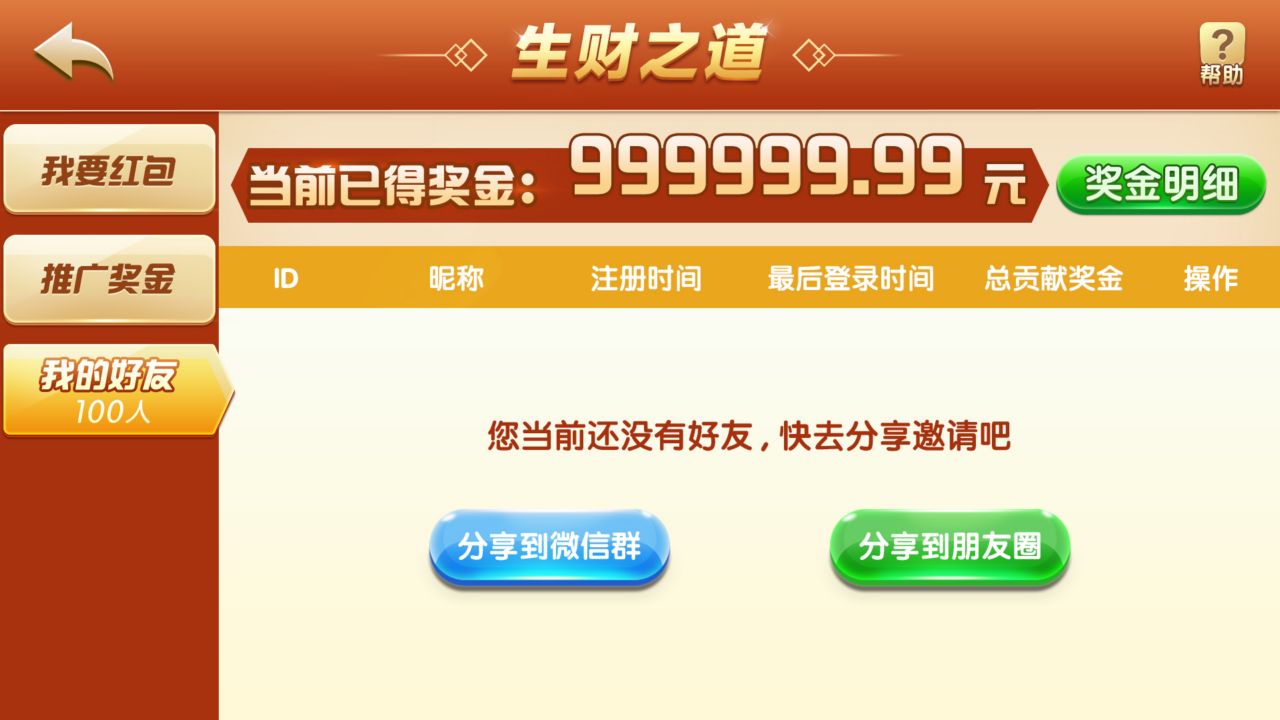 生财之道
?
帮助
我要红包
推广奖金
我的好友
100人
当前已得奖金：999999.99元
奖金明细
ID 昵称 注册时间 最后登录时间 总贡献奖金 操作
您当前还没有好友，快去分享邀请吧
分享到微信群
分享到朋友圈